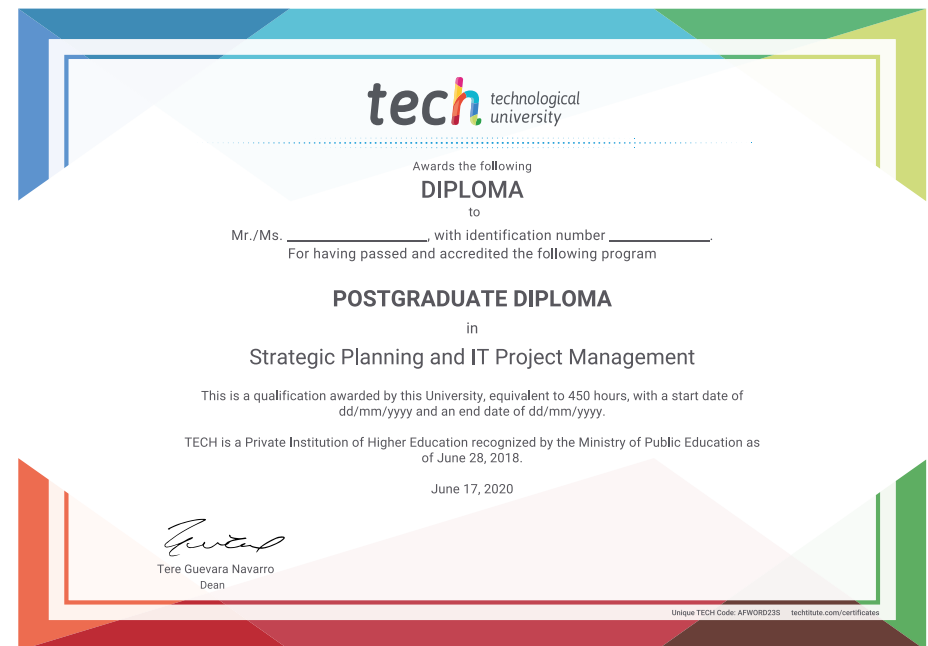 tech technological
university
Awards the following
DIPLOMA
to
Mr./Ms. ____________________, with identification number ______________.
For having passed and accredited the following program
POSTGRADUATE DIPLOMA
in
Strategic Planning and IT Project Management
This is a qualification awarded by this University, equivalent to 450 hours, with a start date of
dd/mm/yyyy and an end date of dd/mm/yyyy.
TECH is a Private Institution of Higher Education recognized by the Ministry of Public Education as
of June 28, 2018.
June 17, 2020
Tere Guevara Navarro
Dean
Unique TECH Code: AFWORD23S techtitute.com/certificates